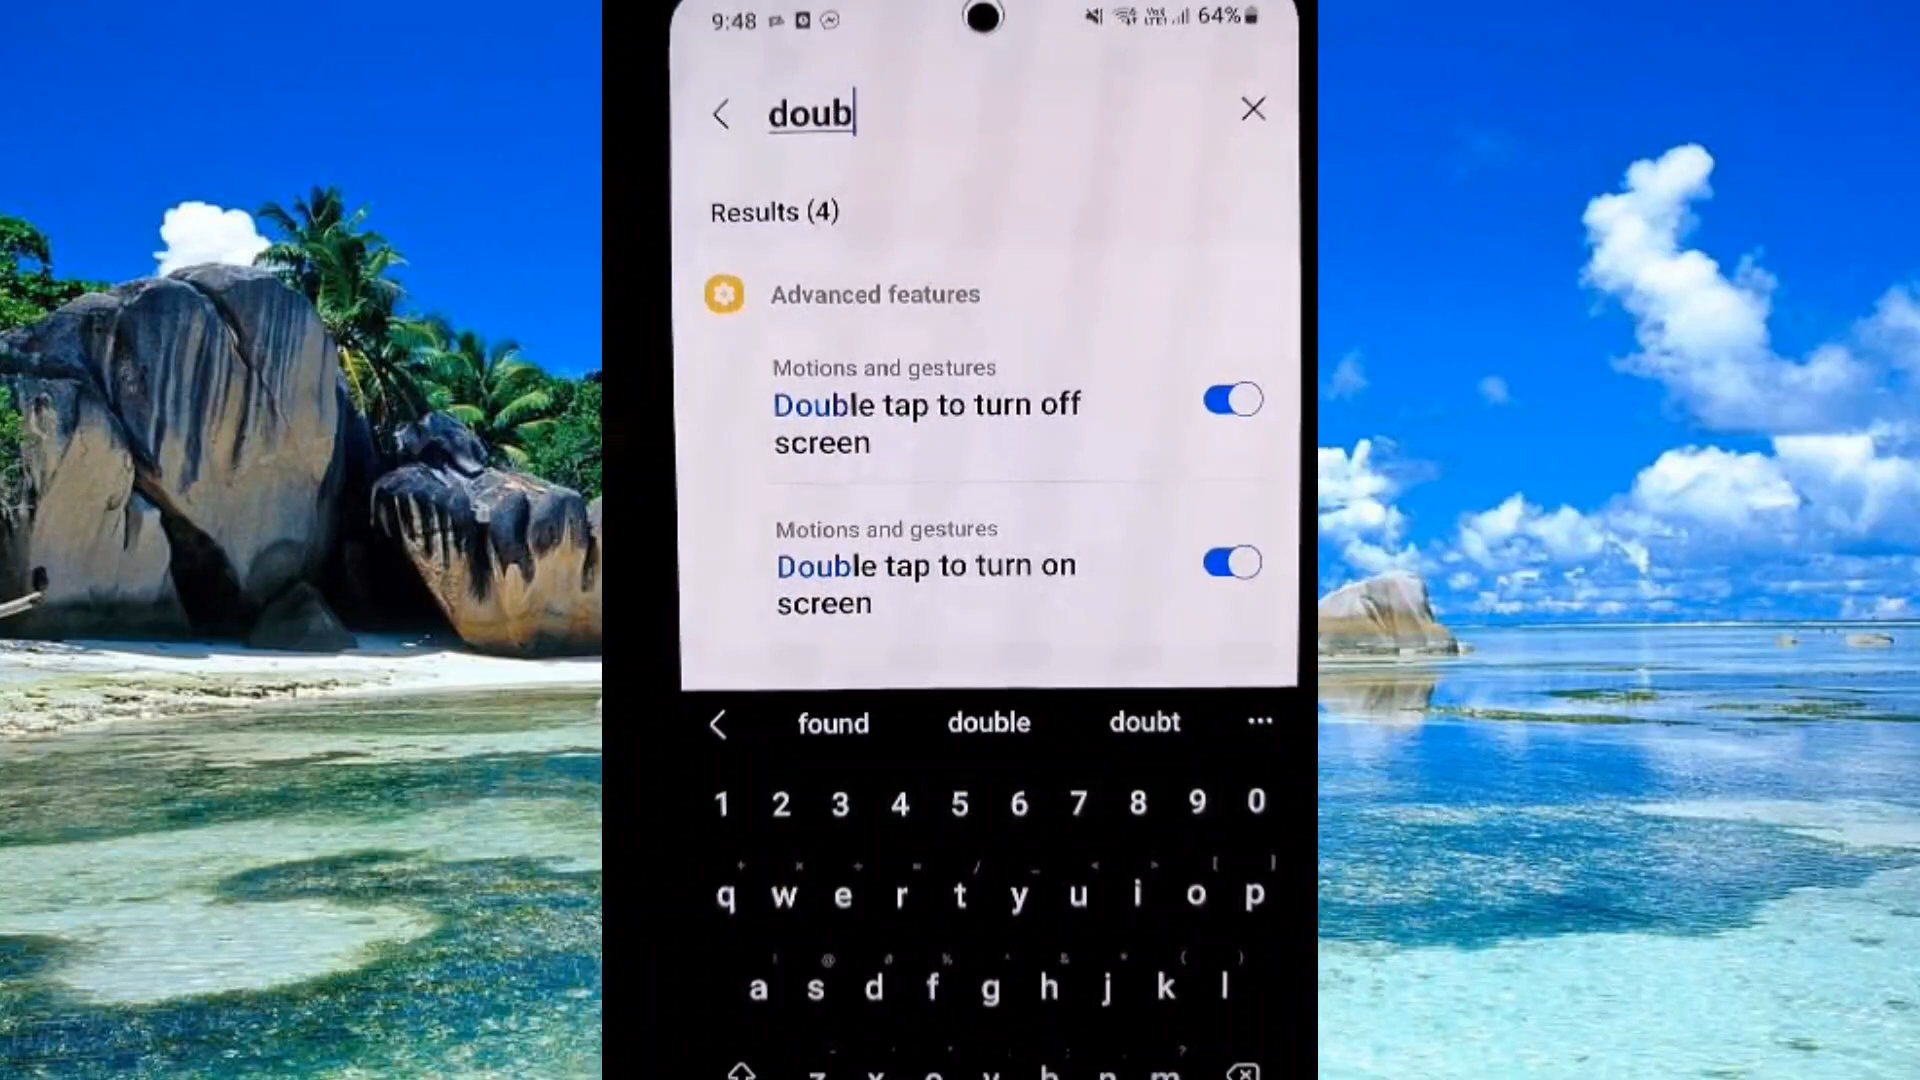 9:48 64%
doub
Results (4)
Advanced features
Motions and gestures
Double tap to turn off
screen
Motions and gestures
Double tap to turn on
screen
found double doubt ...
1 2 3 4 5 6 7 8 9 0
q w e r t y u i o p
a s d f g h j k l
z x c v b n m